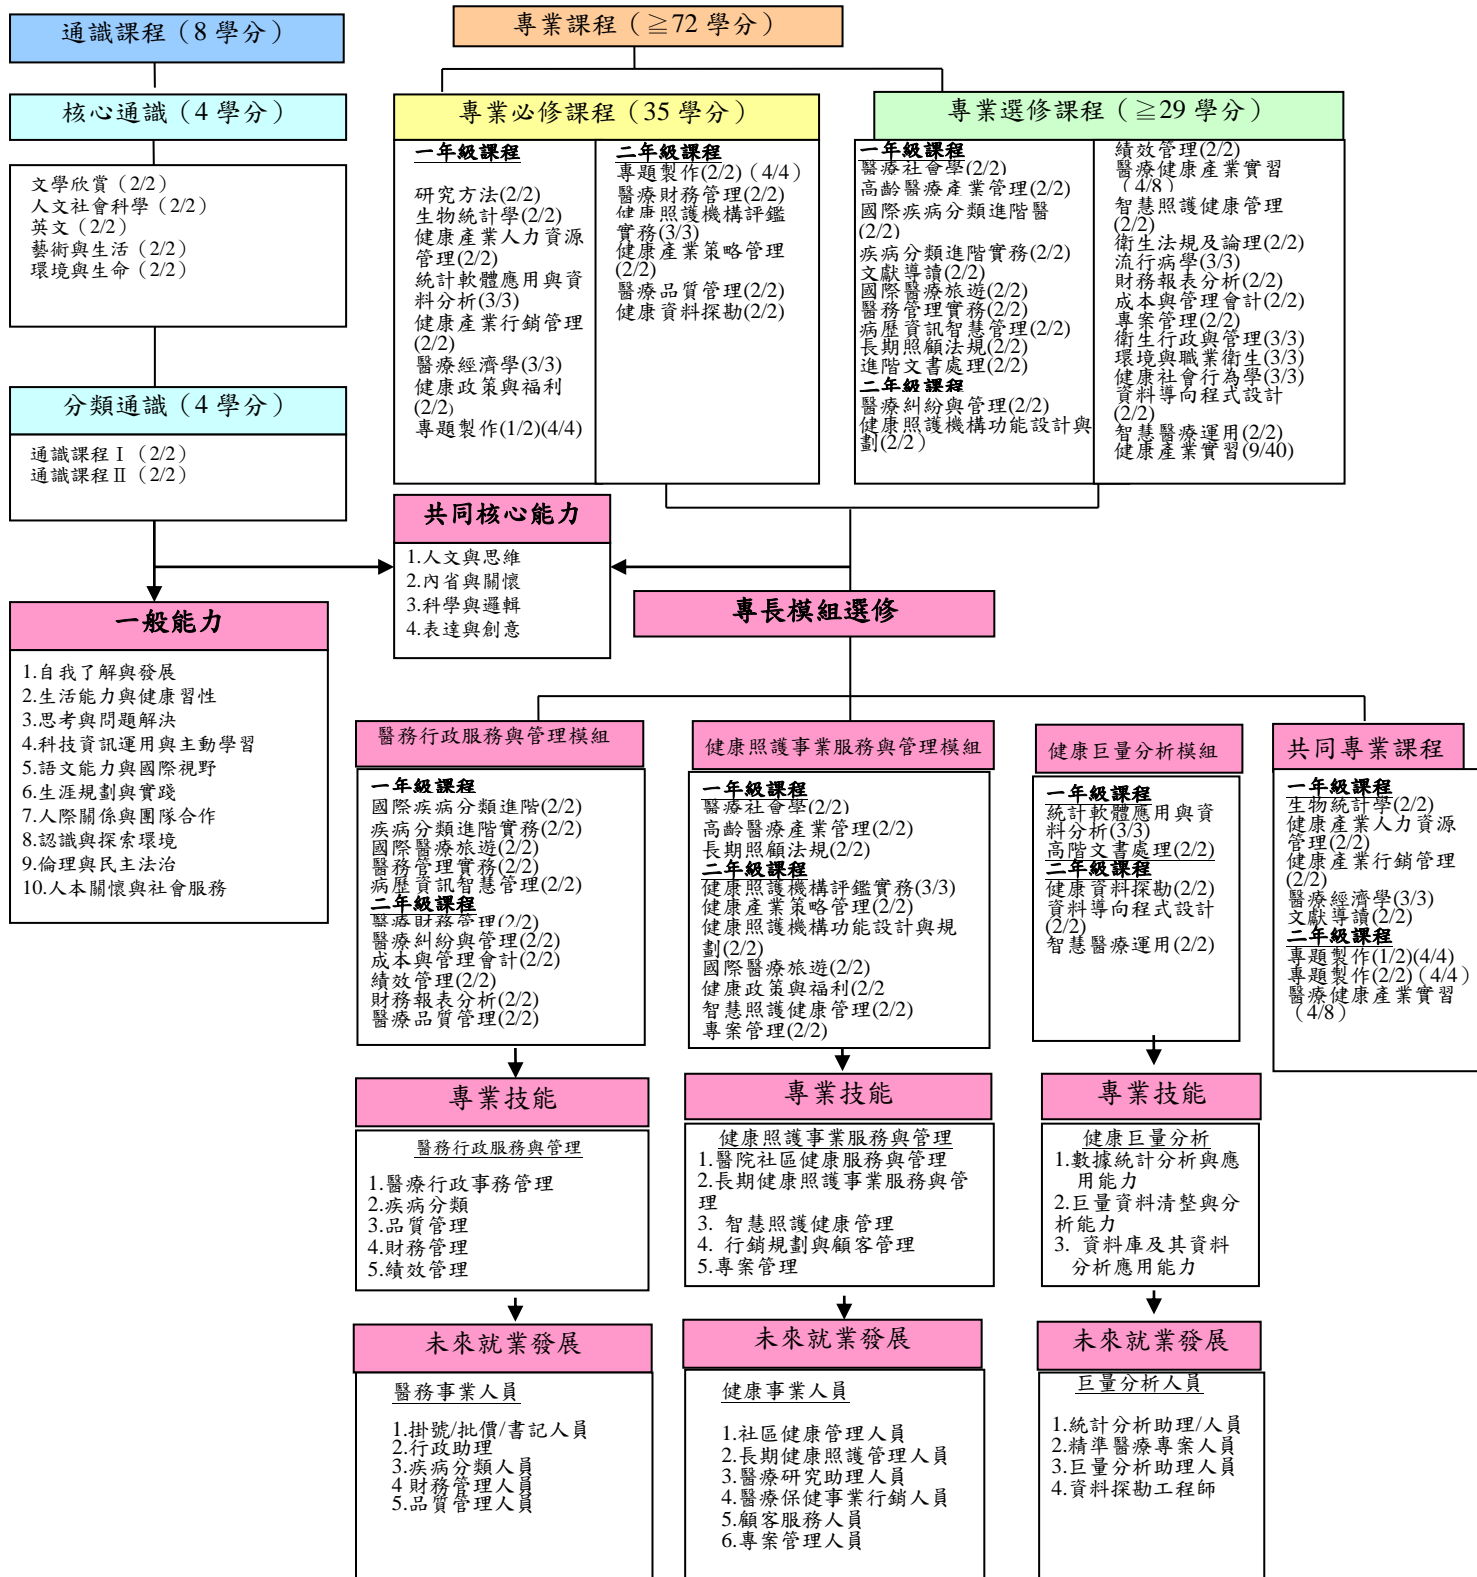 通識課程（8 學分）
專業課程（≧72 學分）
核心通識（4 學分）
文學欣賞（2/2）
人文社會科學（2/2）
英文（2/2）
藝術與生活（2/2）
環境與生命（2/2）
分類通識（4 學分）
通識課程Ⅰ（2/2）
通識課程Ⅱ（2/2）
專業必修課程（35 學分）
一年級課程
研究方法(2/2)
生物統計學(2/2)
健康產業人力資源
管理(2/2)
統計軟體應用與資
料分析(3/3)
健康產業行銷管理
(2/2)
醫療經濟學(3/3)
健康政策與福利
(2/2)
專題製作(1/2)(4/4)
二年級課程
專題製作(2/2)（4/4）
醫療財務管理(2/2)
健康照護機構評鑑
實務(3/3)
健康產業策略管理
(2/2)
醫療品質管理(2/2)
健康資料探勘(2/2)
專業選修課程（≧29 學分）
一年級課程
醫療社會學(2/2)
高齡醫療產業管理(2/2)
國際疾病分類進階醫
(2/2)
疾病分類進階實務(2/2)
文獻導讀(2/2)
國際醫療旅遊(2/2)
醫務管理實務(2/2)
病歷資訊智慧管理(2/2)
長期照顧法規(2/2)
進階文書處理(2/2)
二年級課程
醫療糾紛與管理(2/2)
健康照護機構功能設計與
劃(2/2)
績效管理(2/2)
醫療健康產業實習
（4/8）
智慧照護健康管理
(2/2)
衛生法規及論理(2/2)
流行病學(3/3)
財務報表分析(2/2)
成本與管理會計(2/2)
專案管理(2/2)
衛生行政與管理(3/3)
環境與職業衛生(3/3)
健康社會行為學(3/3)
資料導向程式設計
(2/2)
智慧醫療運用(2/2)
健康產業實習(9/40)
共同核心能力
1.人文與思維
2.內省與關懷
3.科學與邏輯
4.表達與創意
一般能力
1.自我了解與發展
2.生活能力與健康習性
3.思考與問題解決
4.科技資訊運用與主動學習
5.語文能力與國際視野
6.生涯規劃與實踐
7.人際關係與團隊合作
8.認識與探索環境
9.倫理與民主法治
10.人本關懷與社會服務
專長模組選修
醫務行政服務與管理模組
一年級課程
國際疾病分類進階(2/2)
疾病分類進階實務(2/2)
國際醫療旅遊(2/2)
醫務管理實務(2/2)
病歷資訊智慧管理(2/2)
二年級課程
醫療財務管理(2/2)
醫療糾紛與管理(2/2)
成本與管理會計(2/2)
績效管理(2/2)
財務報表分析(2/2)
醫療品質管理(2/2)
健康照護事業服務與管理模組
一年級課程
醫療社會學(2/2)
高齡醫療產業管理(2/2)
長期照顧法規(2/2)
二年級課程
健康照護機構評鑑實務(3/3)
健康產業策略管理(2/2)
健康照護機構功能設計與規
劃(2/2)
國際醫療旅遊(2/2)
健康政策與福利(2/2
智慧照護健康管理(2/2)
專案管理(2/2)
健康巨量分析模組
一年級課程
統計軟體應用與資
料分析(3/3)
高階文書處理(2/2)
二年級課程
健康資料探勘(2/2)
資料導向程式設計
(2/2)
智慧醫療運用(2/2)
共同專業課程
一年級課程
生物統計學(2/2)
健康產業人力資源
管理(2/2)
健康產業行銷管理
(2/2)
醫療經濟學(3/3)
文獻導讀(2/2)
二年級課程
專題製作(1/2)(4/4)
專題製作(2/2)（4/4）
醫療健康產業實習
（4/8）
專業技能
醫務行政服務與管理
1.醫療行政事務管理
2.疾病分類
3.品質管理
4.財務管理
5.績效管理
專業技能
健康照護事業服務與管理
1.醫院社區健康服務與管理
2.長期健康照護事業服務與管
理
3. 智慧照護健康管理
4. 行銷規劃與顧客管理
5.專案管理
專業技能
健康巨量分析
1.數據統計分析與應
用能力
2.巨量資料清整與分
析能力
3. 資料庫及其資料
分析應用能力
未來就業發展
醫務事業人員
1.掛號/批價/書記人員
2.行政助理
3.疾病分類人員
4 財務管理人員
5.品質管理人員
未來就業發展
健康事業人員
1.社區健康管理人員
2.長期健康照護管理人員
3.醫療研究助理人員
4.醫療保健事業行銷人員
5.顧客服務人員
6.專案管理人員
未來就業發展
巨量分析人員
1.統計分析助理/人員
2.精準醫療專案人員
3.巨量分析助理人員
4.資料探勘工程師